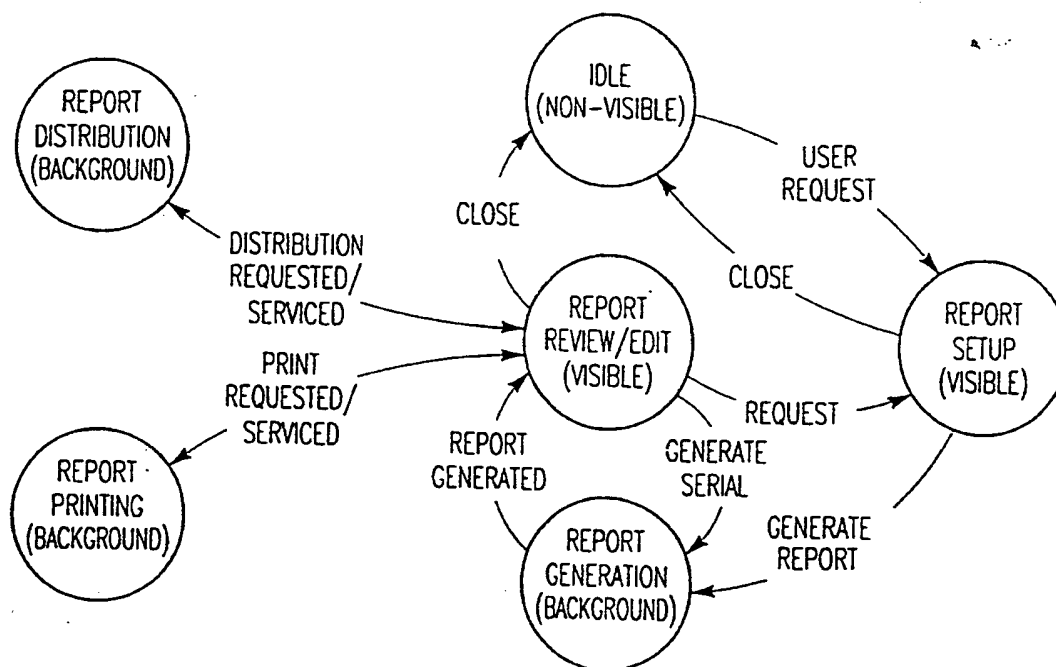 REPORT
DISTRIBUTION
(BACKGROUND)
IDLE
(NON-VISIBLE)
USER
REQUEST
CLOSE
DISTRIBUTION
REQUESTED/
SERVICED
CLOSE
REPORT
REVIEW/EDIT
(VISIBLE)
REPORT
SETUP
(VISIBLE)
PRINT
REQUESTED/
SERVICED
REQUEST
REPORT
GENERATED
GENERATE
SERIAL
REPORT
PRINTING
(BACKGROUND)
GENERATE
REPORT
REPORT
GENERATION
(BACKGROUND)